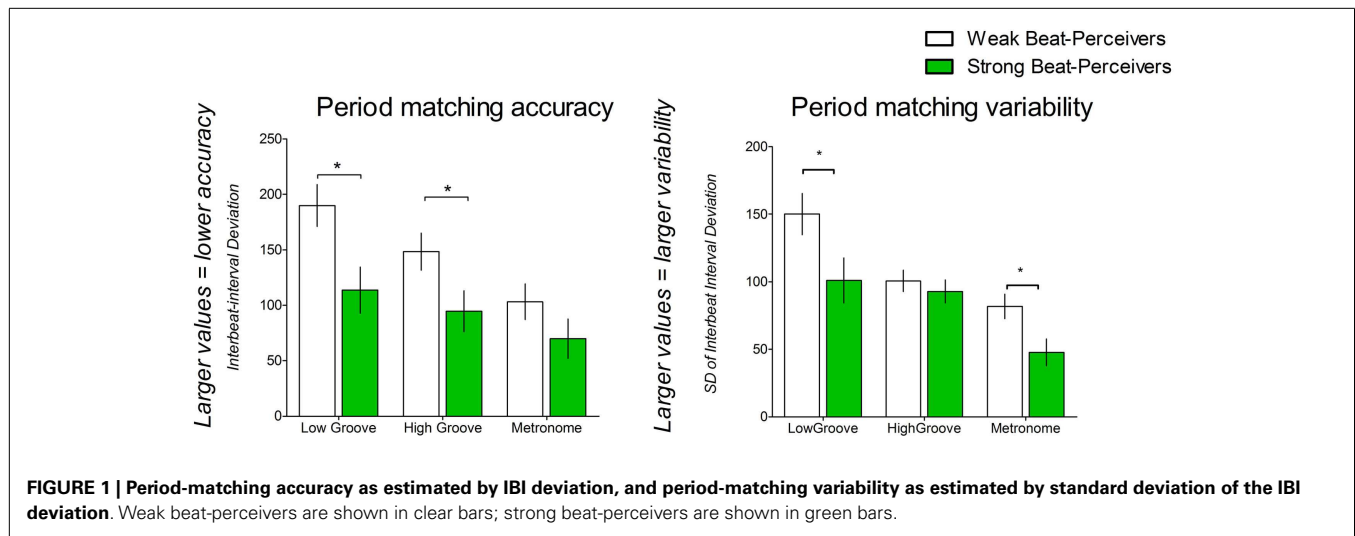 Weak Beat-Perceivers
Strong Beat-Perceivers
Period matching accuracy
Larger values = lower accuracy
Interbeat-interval Deviation
250
200
150
100
50
0
*
*
Low Groove
High Groove
Metronome
Period matching variability
Larger values = larger variability
SD of Interbeat Interval Deviation
200
150
100
50
0
*
*
LowGroove
HighGroove
Metronome
FIGURE 1 | Period-matching accuracy as estimated by IBI deviation, and period-matching variability as estimated by standard deviation of the IBI
deviation. Weak beat-perceivers are shown in clear bars; strong beat-perceivers are shown in green bars.